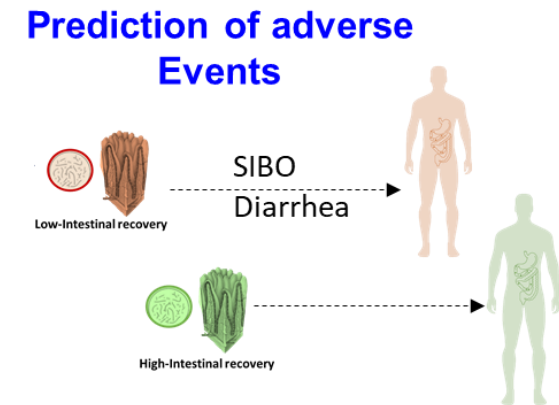 Prediction of adverse
Events
SIBO
Diarrhea
Low-Intestinal recovery
High-Intestinal recovery